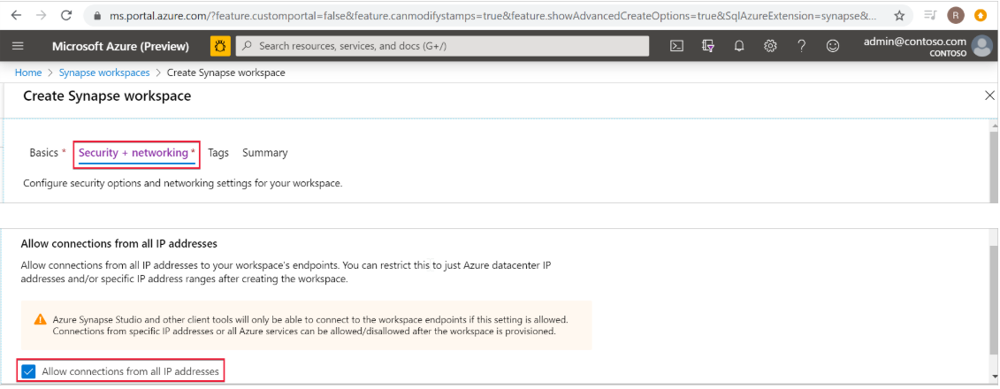 ms.portal.azure.com/?feature.customportal=false&feature.canmodifystamps=true&feature.showAdvancedCreateOptions=true&SqlAzureExtension=synapse&...
R
Microsoft Azure (Preview)
Search resources, services, and docs (G+/)
admin@contoso.com
CONTOSO
Home > Synapse workspaces > Create Synapse workspace
Create Synapse workspace
Basics * Security + networking * Tags Summary
Configure security options and networking settings for your workspace.
Allow connections from all IP addresses
Allow connections from all IP addresses to your workspace's endpoints. You can restrict this to just Azure datacenter IP
addresses and/or specific IP address ranges after creating the workspace.
Azure Synapse Studio and other client tools will only be able to connect to the workspace endpoints if this setting is allowed.
Connections from specific IP addresses or all Azure services can be allowed/disallowed after the workspace is provisioned.
Allow connections from all IP addresses